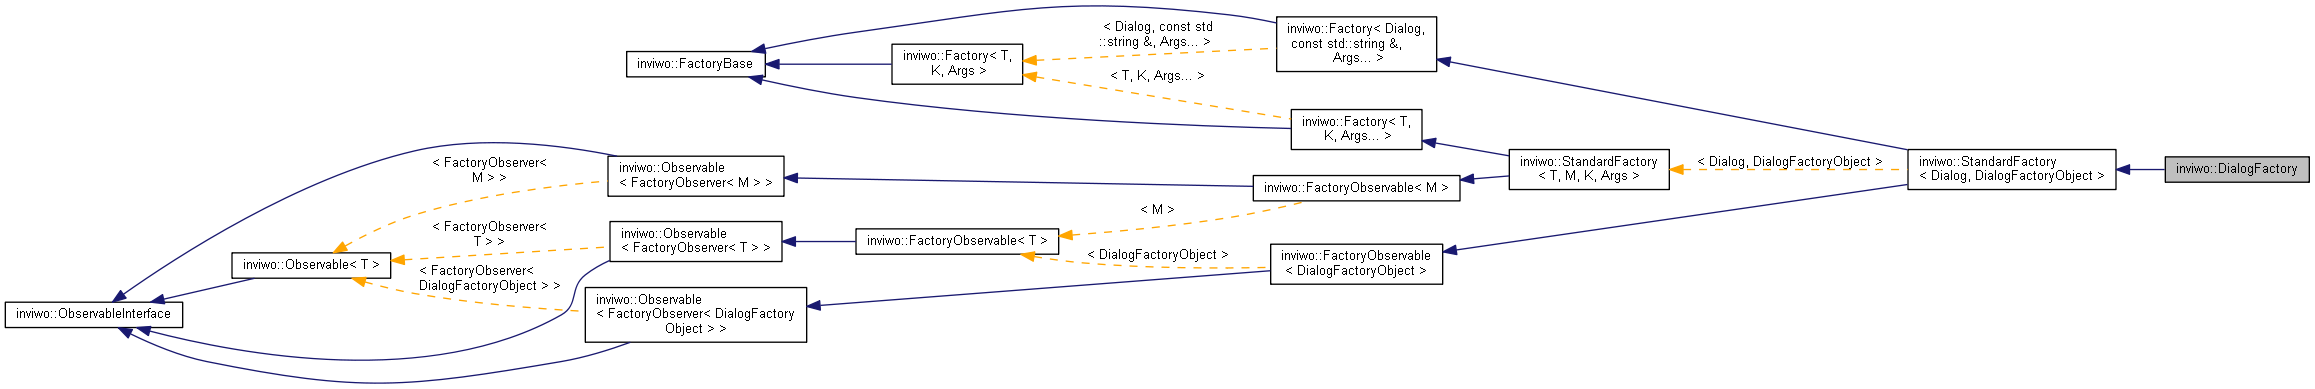 inviwo::FactoryBase
inviwo::Factory< T,
K, Args >
< Dialog, const std
::string &, Args... >
< T, K, Args... >
inviwo::Factory< Dialog,
const std::string &,
Args... >
inviwo::Factory< T,
K, Args... >
< FactoryObserver<
M > >
inviwo::Observable
< FactoryObserver< M > >
inviwo::FactoryObservable< M >
inviwo::StandardFactory
< T, M, K, Args >
< Dialog, DialogFactoryObject >
inviwo::StandardFactory
< Dialog, DialogFactoryObject >
inviwo::DialogFactory
< FactoryObserver<
T > >
inviwo::Observable
< FactoryObserver< T > >
< M >
inviwo::FactoryObservable< T >
< DialogFactoryObject >
inviwo::FactoryObservable
< DialogFactoryObject >
inviwo::Observable< T >
< FactoryObserver<
DialogFactoryObject > >
inviwo::Observable
< FactoryObserver< DialogFactory
Object > >
inviwo::ObservableInterface